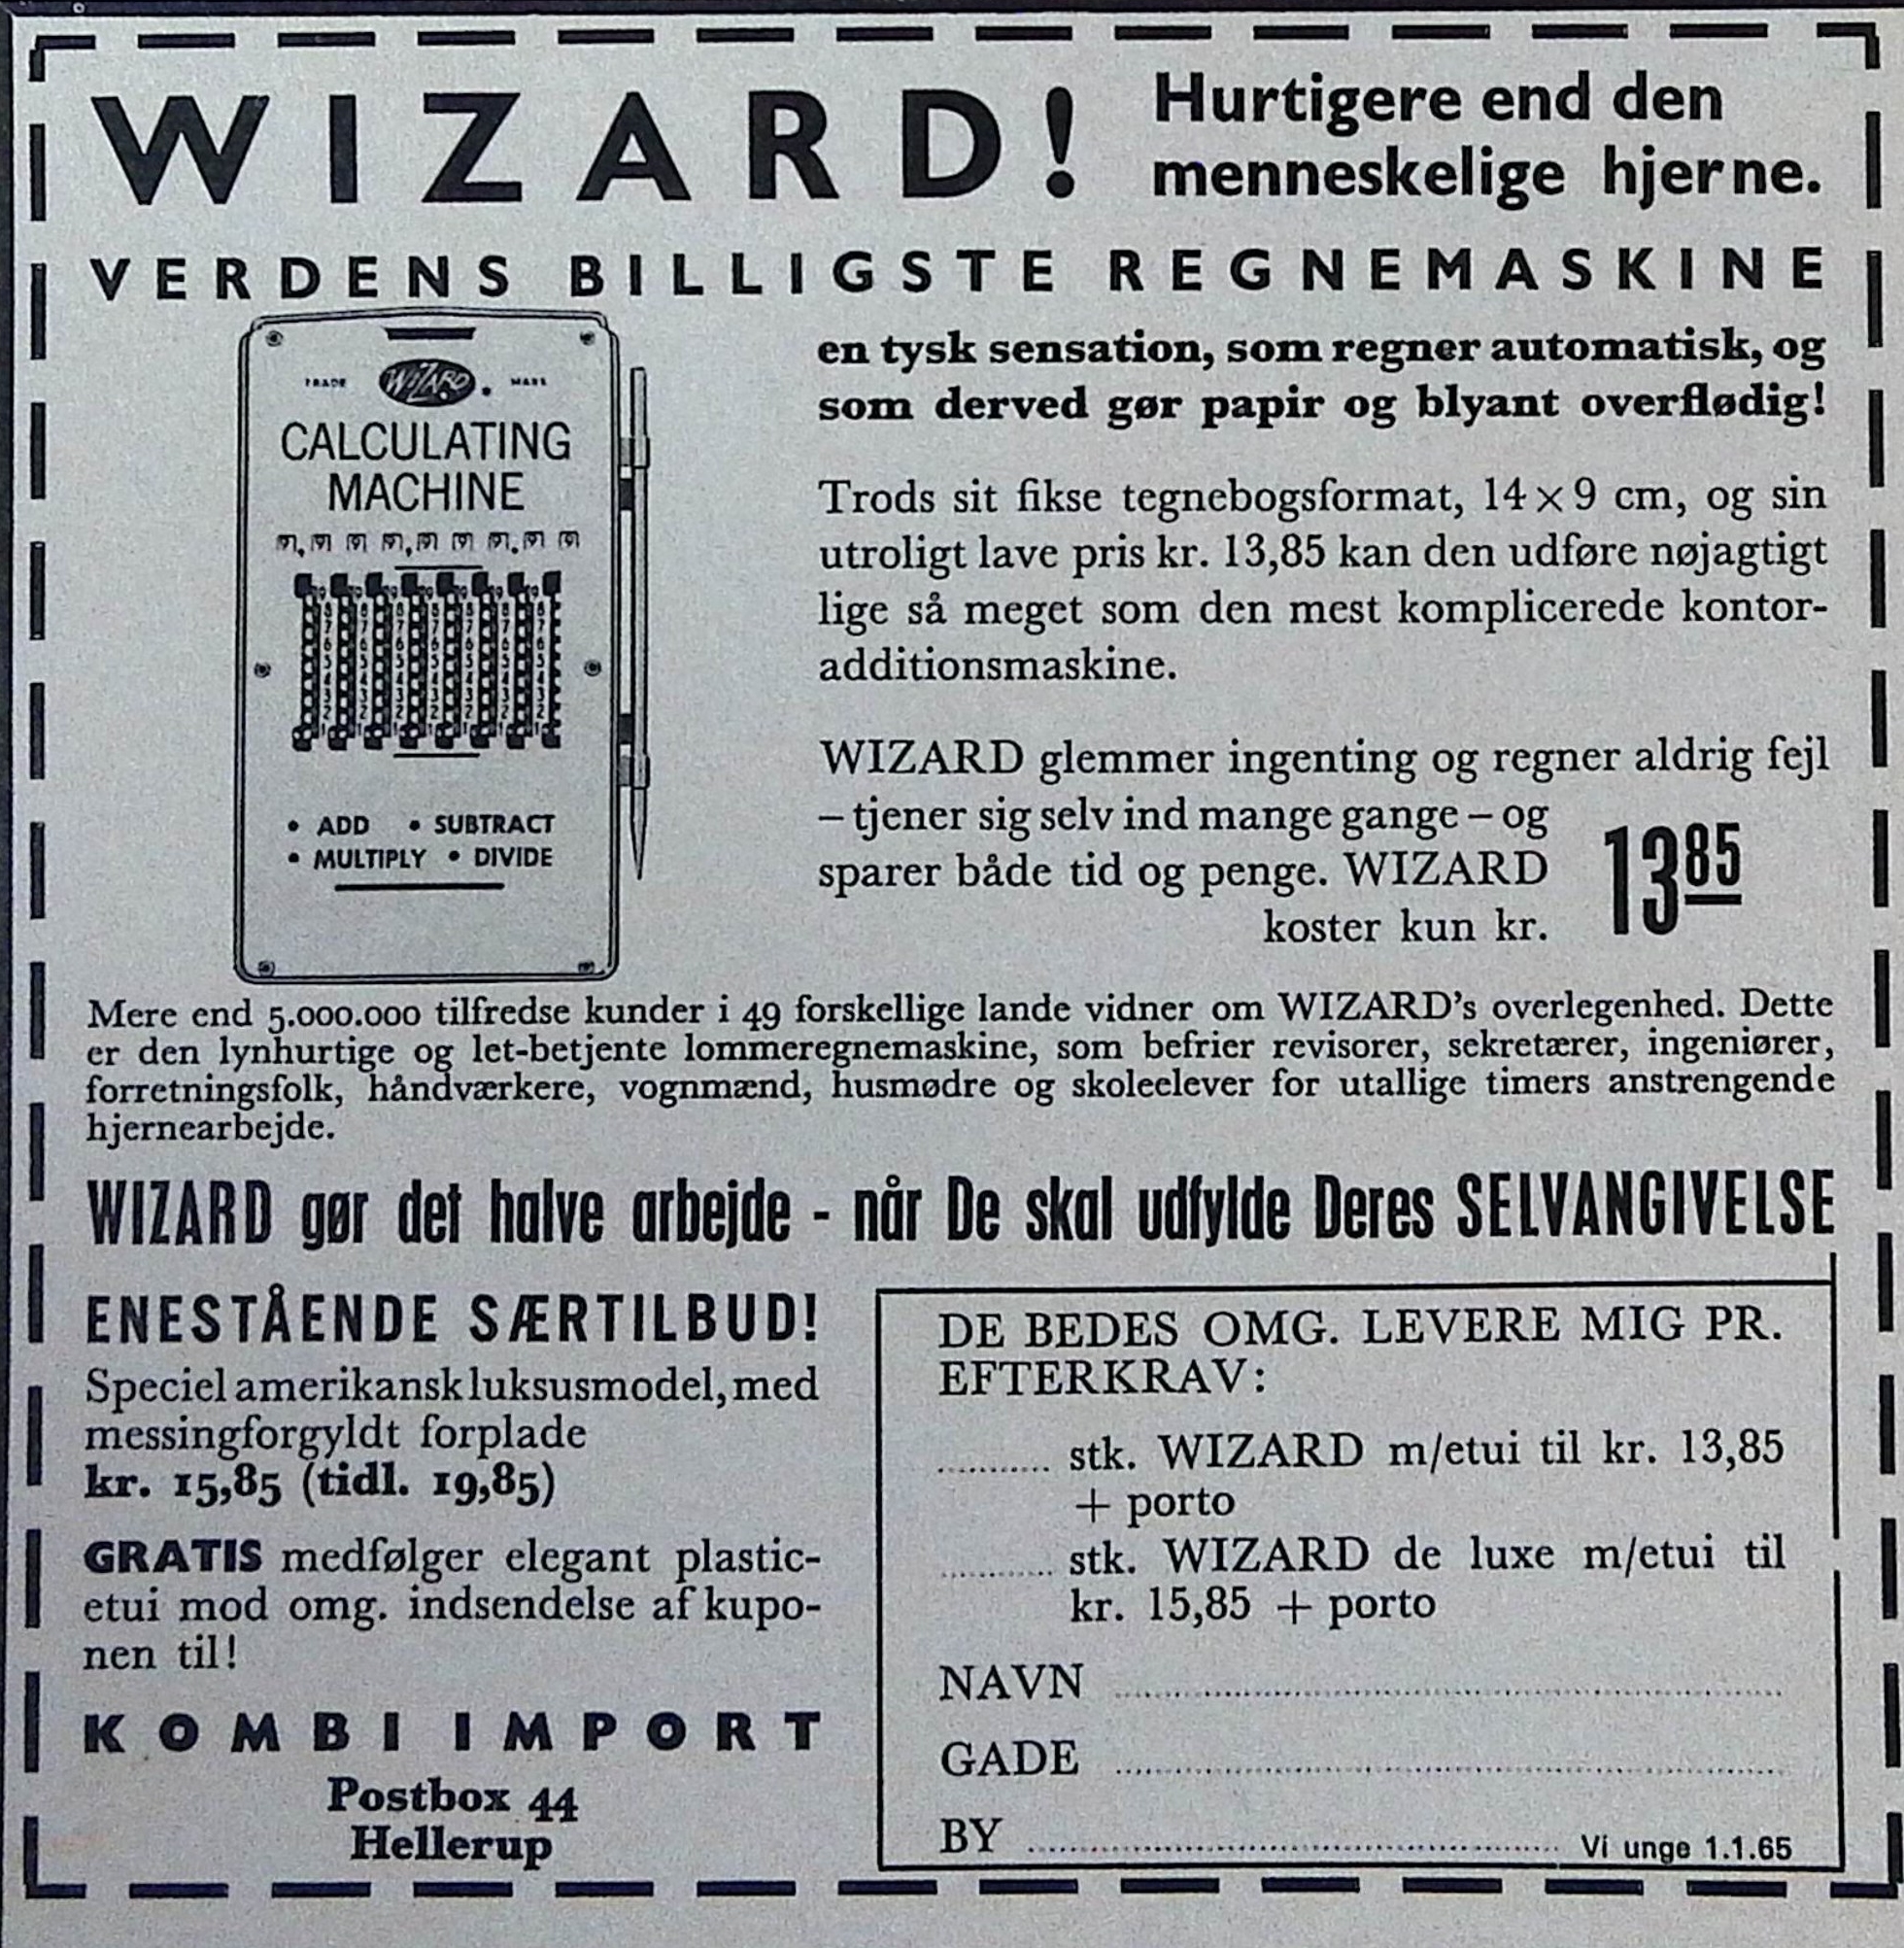 WIZARD!
Hurtigere end den
menneskelige hjerne.
VERDENS BILLIGSTE REGNEMASKINE
TRADE WIZARD. MARK
CALCULATING
MACHINE
• ADD • SUBTRACT
• MULTIPLY • DIVIDE
en tysk sensation, som regner automatisk, og
som derved gør papir og blyant overflødig!
Trods sit fikse tegnebogsformat, 14 × 9 cm, og sin
utroligt lave pris kr. 13,85 kan den udføre nøjagtigt
lige så meget som den mest komplicerede kontor-
additionsmaskine.
WIZARD glemmer ingenting og regner aldrig fejl
– tjener sig selv ind mange gange – og
sparer både tid og penge. WIZARD
koster kun kr. 13 85
Mere end 5.000.000 tilfredse kunder i 49 forskellige lande vidner om WIZARD's overlegenhed. Dette
er den lynhurtige og let-betjente lommeregnemaskine, som befrier revisorer, sekretærer, ingeniører,
forretningsfolk, håndværkere, vognmænd, husmødre og skoleelever for utallige timers anstrengende
hjernearbejde.
WIZARD gør det halve arbejde - når De skal udfylde Deres SELVANGIVELSE
ENESTÅENDE SÆRTILBUD!
Speciel amerikansk luksusmodel, med
messingforgyldt forplade
kr. 15,85 (tidl. 19,85)
GRATIS medfølger elegant plastic-
etui mod omg. indsendelse af kupo-
nen til!
KOMBI IMPORT
Postbox 44
Hellerup
DE BEDES OMG. LEVERE MIG PR.
EFTERKRAV:
........... stk. WIZARD m/etui til kr. 13,85
+ porto
........... stk. WIZARD de luxe m/etui til
kr. 15,85 + porto
NAVN ...........
GADE ...........
BY ........... Vi unge 1.1.65